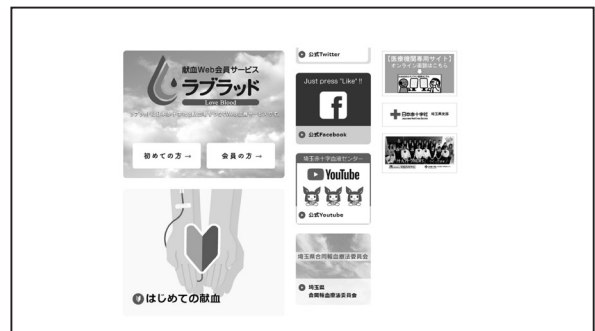 献血Web会員サービス
ラブラッド
Love Blood
初めての方 →
会員の方 →
はじめての献血
公式Twitter
Just press "Like" !!
公式Facebook
埼玉赤十字血液センター
YouTube
公式Youtube
埼玉県合同輸血療法委員会
埼玉県
合同輸血療法委員会
【医療機関専用サイト】
オンライン面談はこちら
日本赤十字社 埼玉県支部